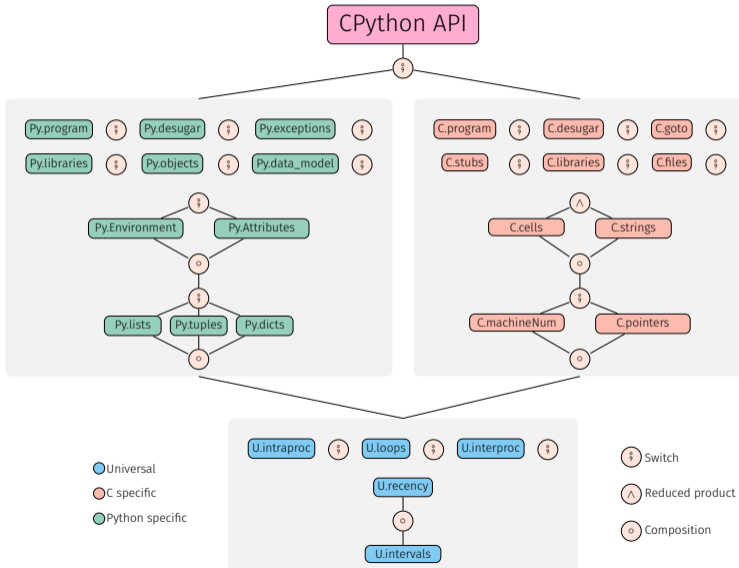 CPython API
Py.program ; Py.desugar ; Py.exceptions ;
Py.libraries ; Py.objects ; Py.data_model ;
;
Py.Environment Py.Attributes
∘
;
Py.lists Py.tuples Py.dicts
∘
C.program ; C.desugar ; C.goto ;
C.stubs ; C.libraries ; C.files ;
∧
C.cells C.strings
∘
;
C.machineNum C.pointers
∘
U.intraproc ; U.loops ; U.interproc ;
U.recency
∘
U.intervals
Universal
C specific
Python specific
; Switch
∧ Reduced product
∘ Composition